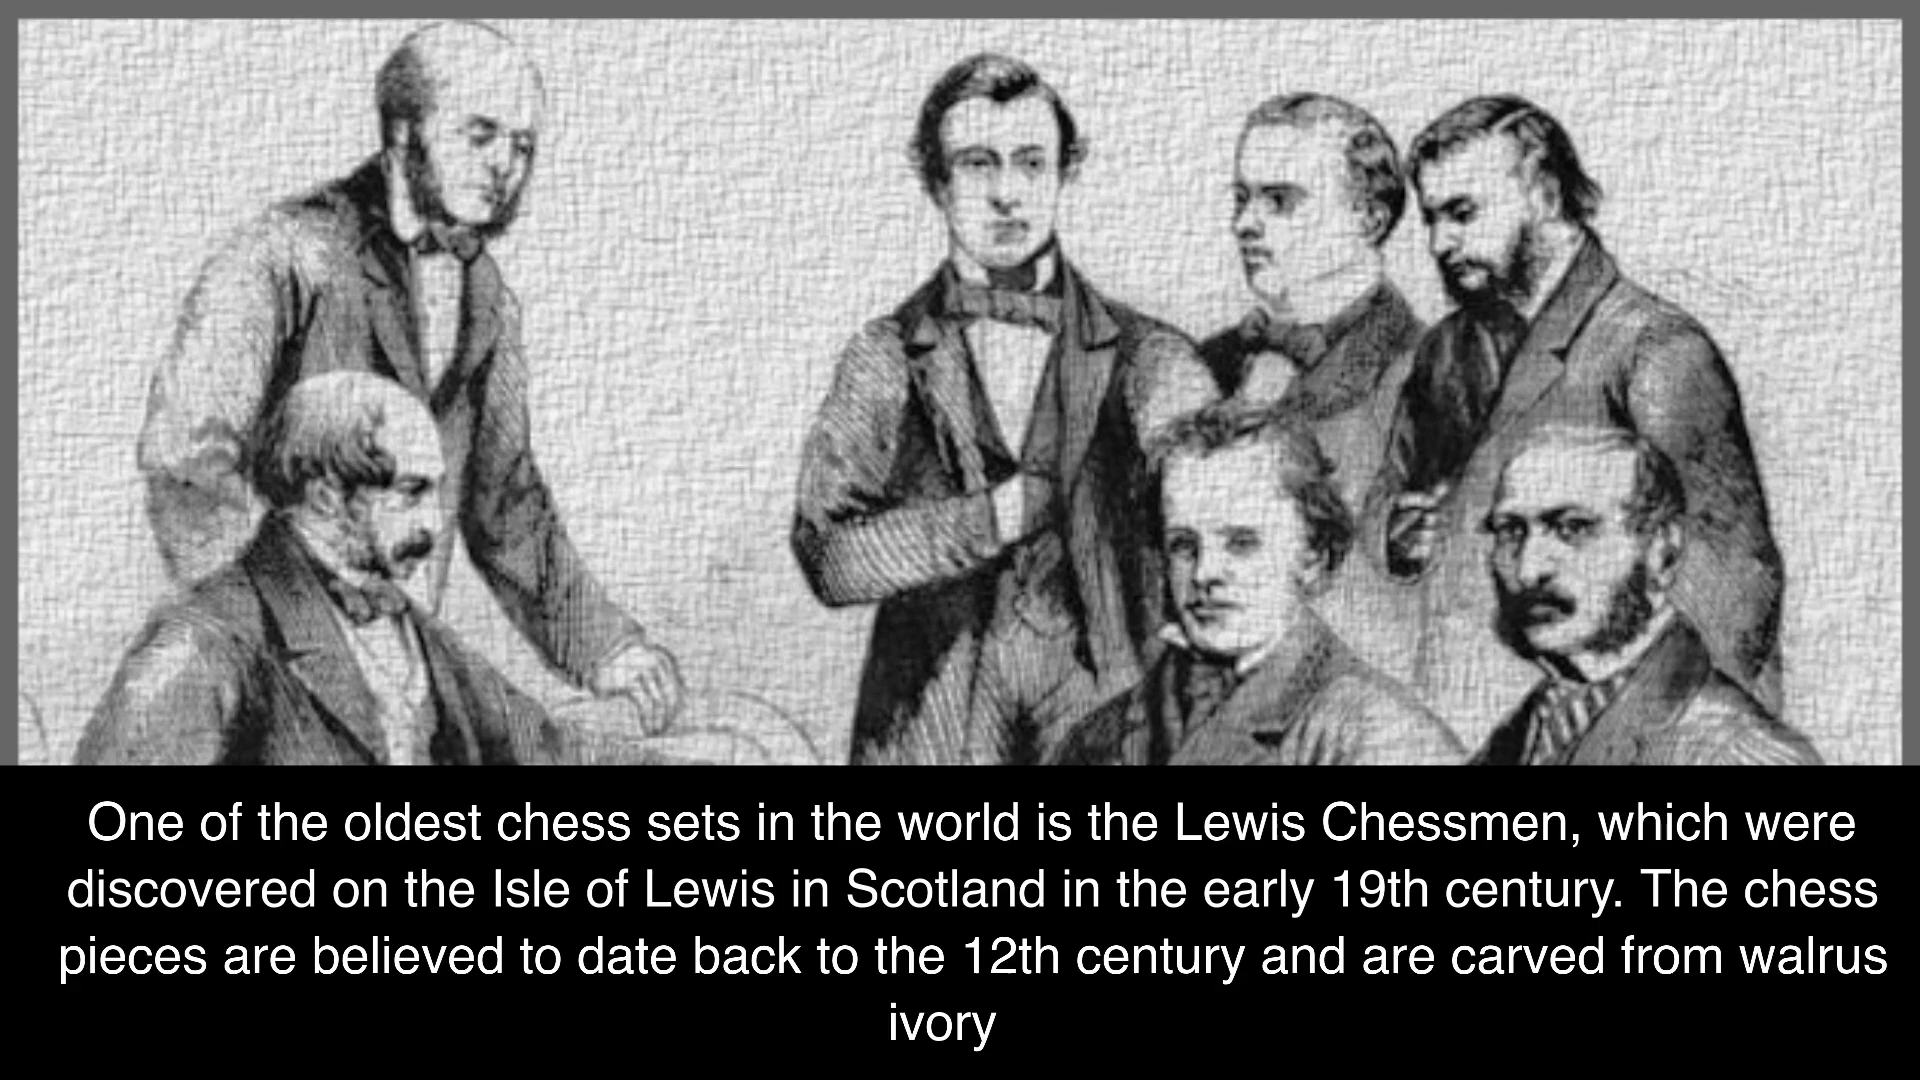 One of the oldest chess sets in the world is the Lewis Chessmen, which were
discovered on the Isle of Lewis in Scotland in the early 19th century. The chess
pieces are believed to date back to the 12th century and are carved from walrus
ivory